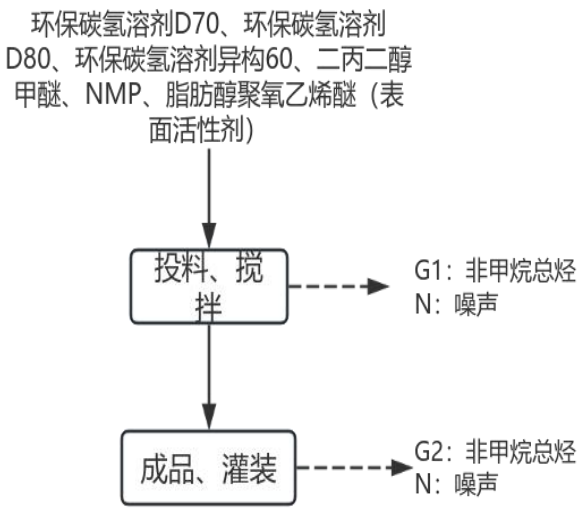 环保碳氢溶剂D70、环保碳氢溶剂
D80、环保碳氢溶剂异构60、二丙二醇
甲醚、NMP、脂肪醇聚氧乙烯醚（表
面活性剂）
投料、搅
拌
G1：非甲烷总烃
N：噪声
成品、灌装
G2：非甲烷总烃
N：噪声